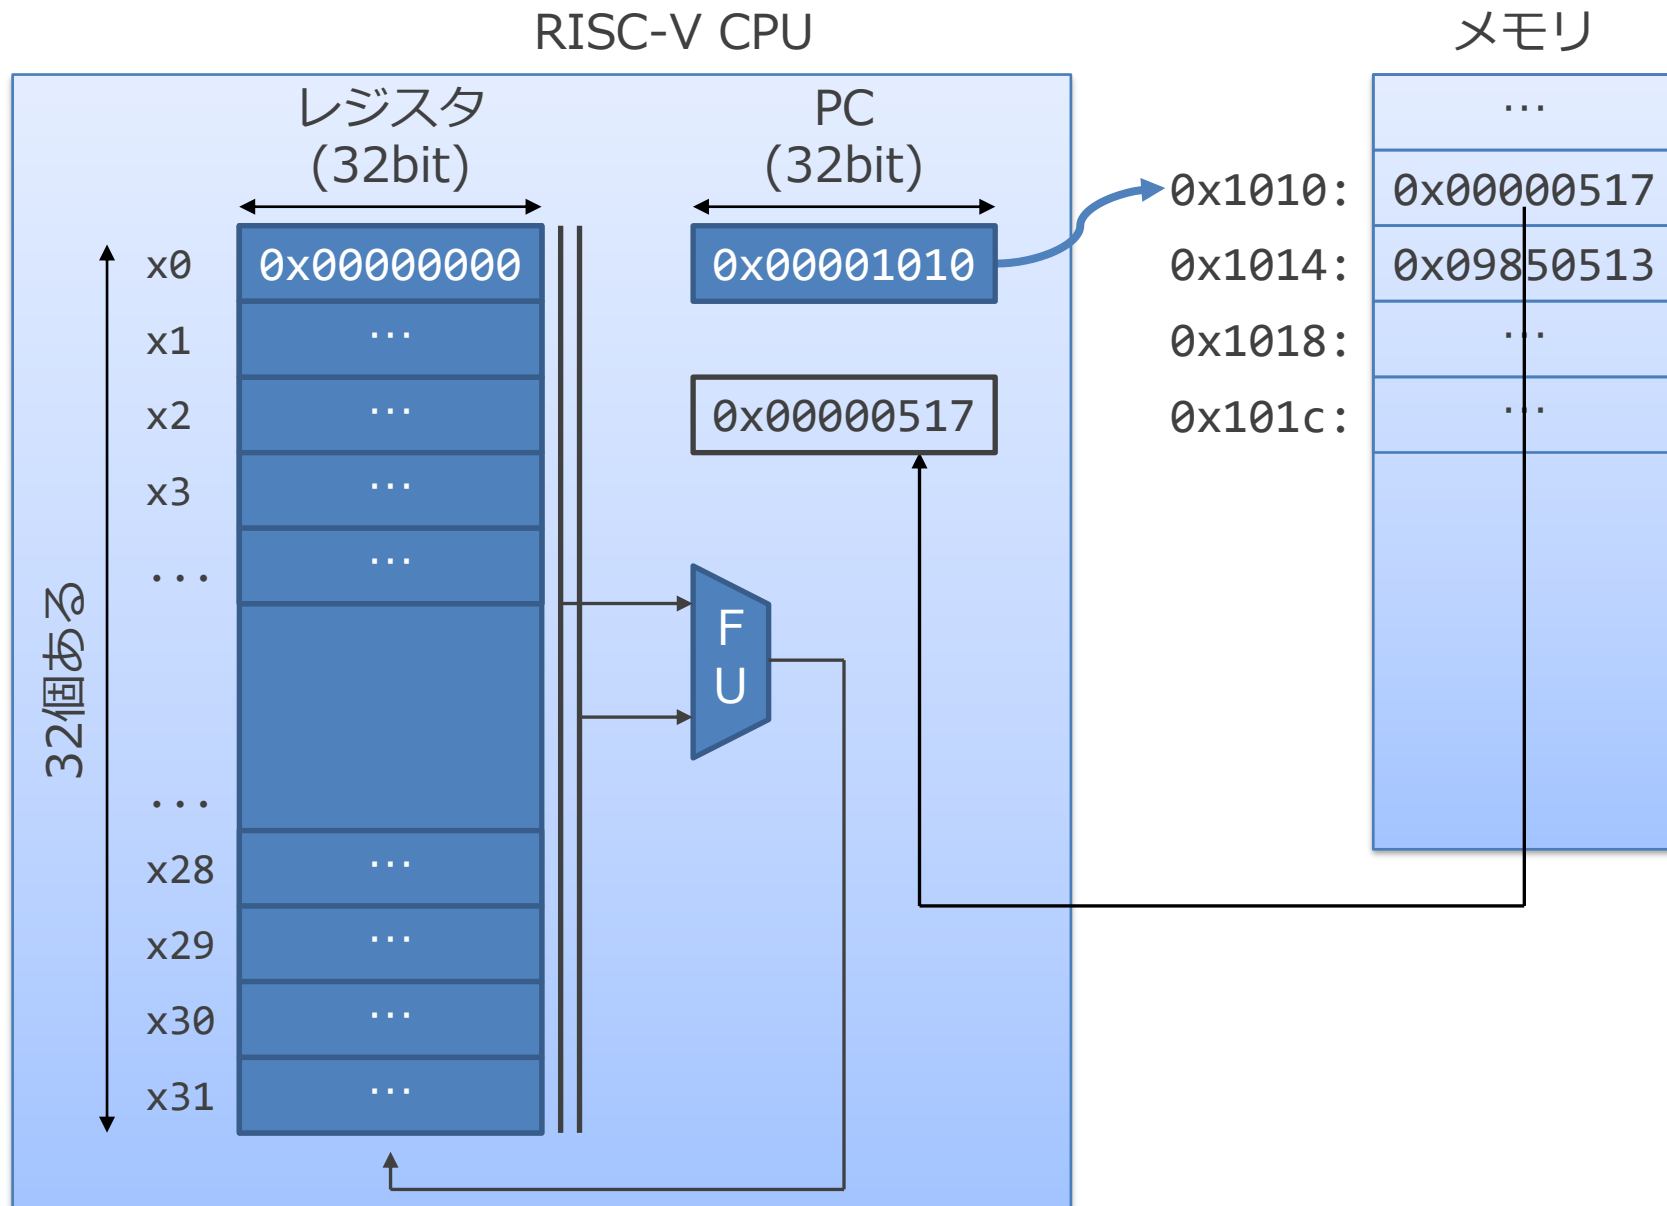 RISC-V CPU
メモリ
レジスタ
(32bit)
PC
(32bit)
32個ある
x0
0x00000000
x1
...
x2
...
x3
...
...
...
...
x28
...
x29
...
x30
...
x31
...
0x00001010
0x00000517
F
U
...
0x1010:
0x00000517
0x1014:
0x09850513
0x1018:
...
0x101c:
...